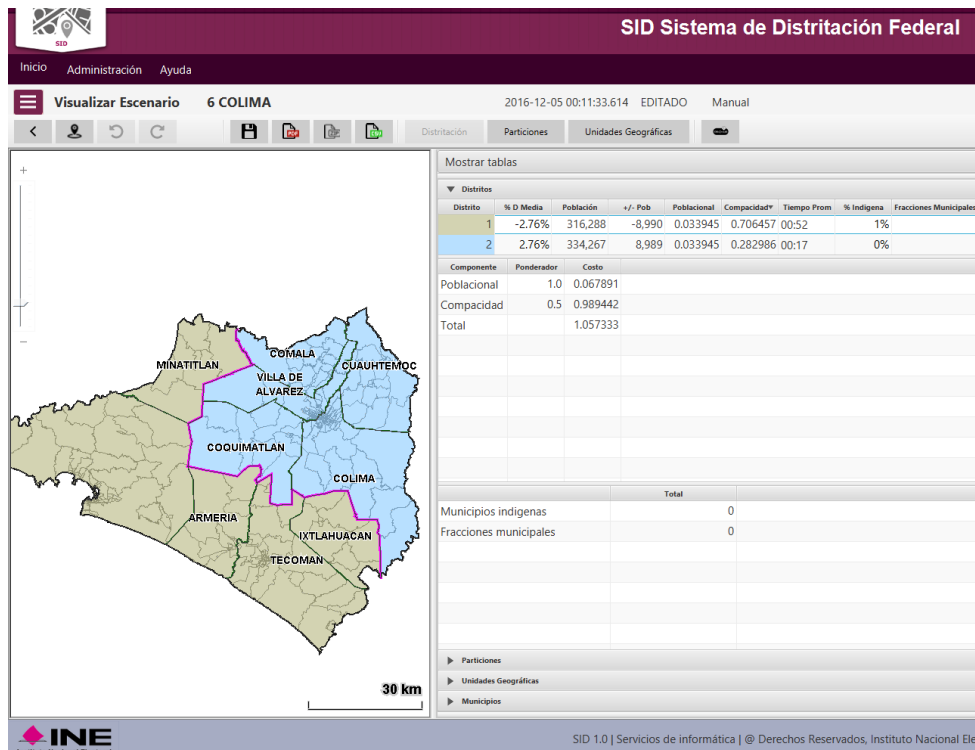 SID
SID Sistema de Distritación Federal
Inicio Administración Ayuda
Visualizar Escenario 6 COLIMA 2016-12-05 00:11:33.614 EDITADO Manual
Distritación Particiones Unidades Geográficas
Mostrar tablas
Distritos
Distrito % D Media Población +/- Pob Poblacional Compacidad Tiempo Prom % Indigena Fracciones Municipales
1 -2.76% 316,288 -8,990 0.033945 0.706457 00:52 1%
2 2.76% 334,267 8,989 0.033945 0.282986 00:17 0%
Componente Ponderador Costo
Poblacional 1.0 0.067891
Compacidad 0.5 0.989442
Total 1.057333
MINATITLAN
COMALA
CUAUHTEMOC
VILLA DE
ALVAREZ
COQUIMATLAN
COLIMA
ARMERIA
IXTLAHUACAN
TECOMAN
30 km
Total
Municipios indigenas 0
Fracciones municipales 0
Particiones
Unidades Geográficas
Municipios
INE
SID 1.0 | Servicios de informática | @ Derechos Reservados, Instituto Nacional Ele